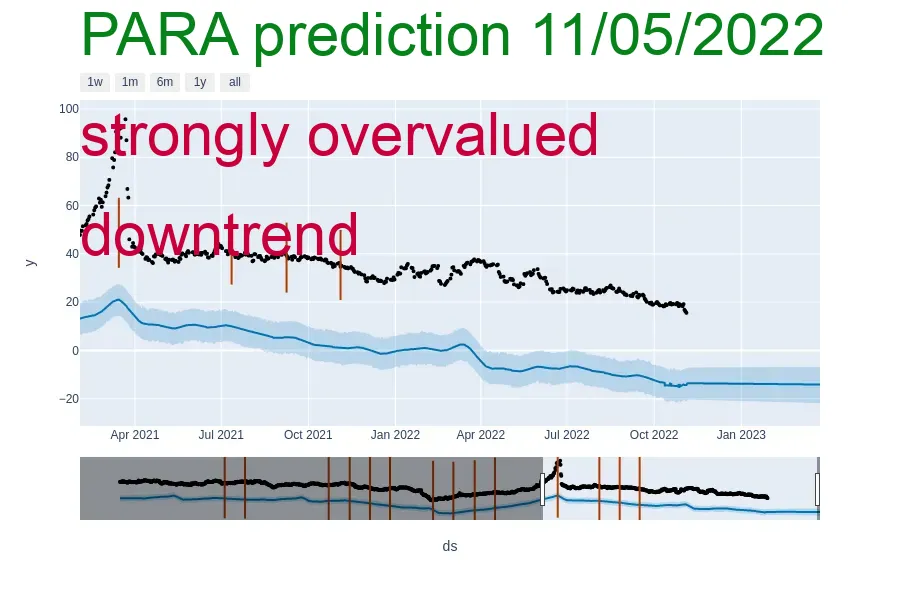 PARA prediction 11/05/2022
1w 1m 6m 1y all
100
strongly overvalued
80
60
downtrend
40
y
20
0
−20
Apr 2021 Jul 2021 Oct 2021 Jan 2022 Apr 2022 Jul 2022 Oct 2022 Jan 2023
ds